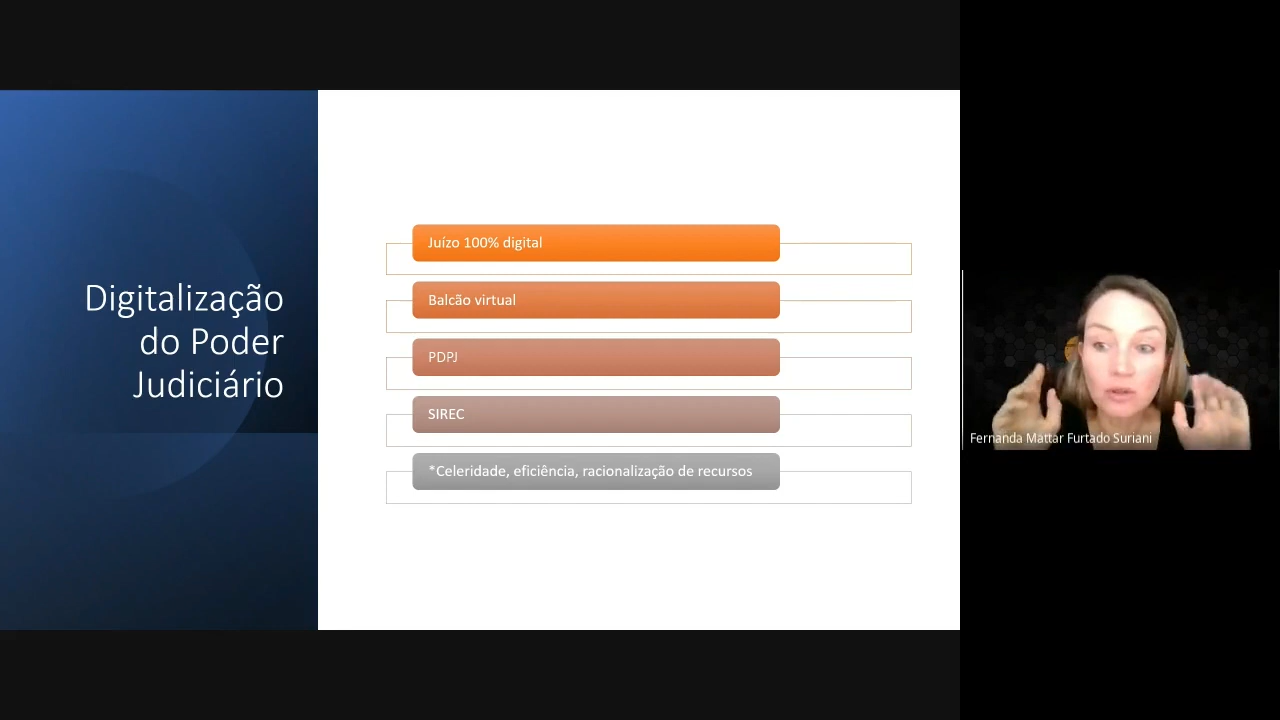 Digitalização
do Poder
Judiciário
Juízo 100% digital
Balcão virtual
PDPJ
SIREC
*Celeridade, eficiência, racionalização de recursos
Fernanda Mattar Furtado Suriani